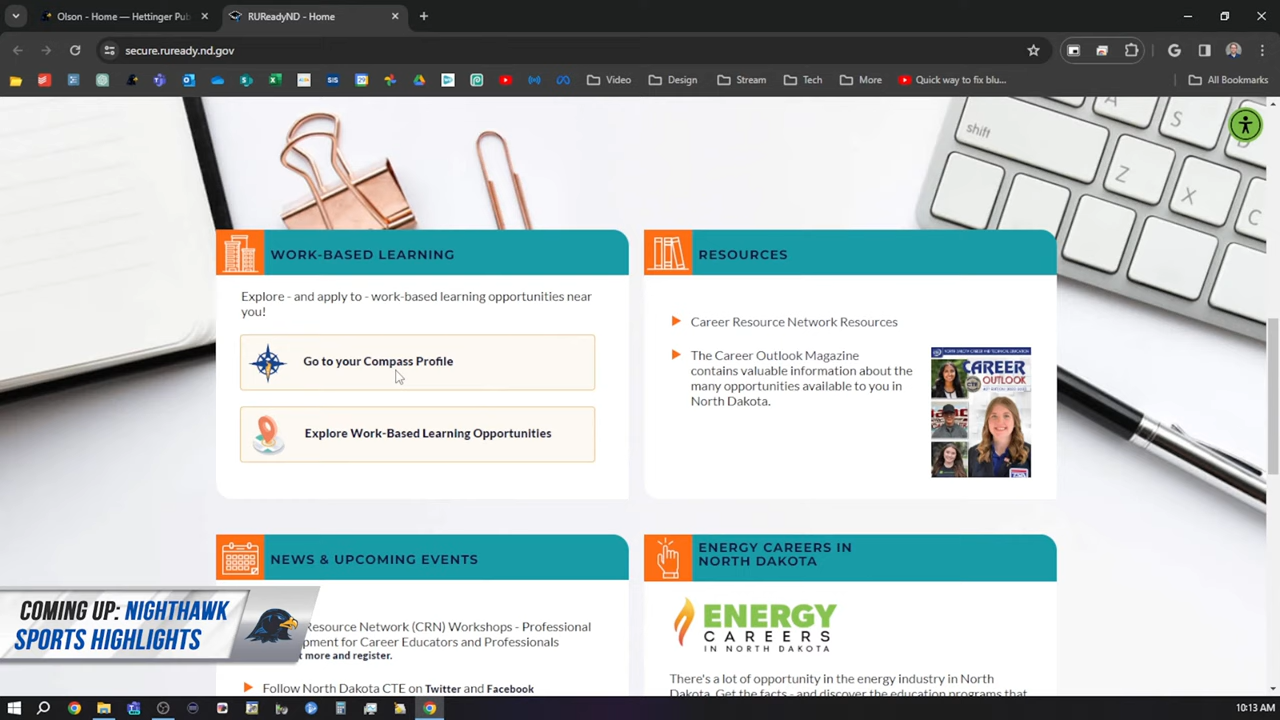 Olson - Home — Hettinger Pub
RUReadyND - Home
secure.ruready.nd.gov
Video
Design
Stream
Tech
More
Quick way to fix blu...
All Bookmarks
shift
A
S
Z
X
C
WORK-BASED LEARNING
Explore - and apply to - work-based learning opportunities near
you!
Go to your Compass Profile
Explore Work-Based Learning Opportunities
RESOURCES
Career Resource Network Resources
The Career Outlook Magazine
contains valuable information about the
many opportunities available to you in
North Dakota.
CAREER
OUTLOOK
NEWS & UPCOMING EVENTS
Resource Network (CRN) Workshops - Professional
pment for Career Educators and Professionals
t more and register.
Follow North Dakota CTE on Twitter and Facebook
ENERGY CAREERS IN
NORTH DAKOTA
ENERGY
CAREERS
IN NORTH DAKOTA
There's a lot of opportunity in the energy industry in North
Dakota. Get the facts - and discover the education programs that
COMING UP: NIGHTHAWK
SPORTS HIGHLIGHTS
10:13 AM